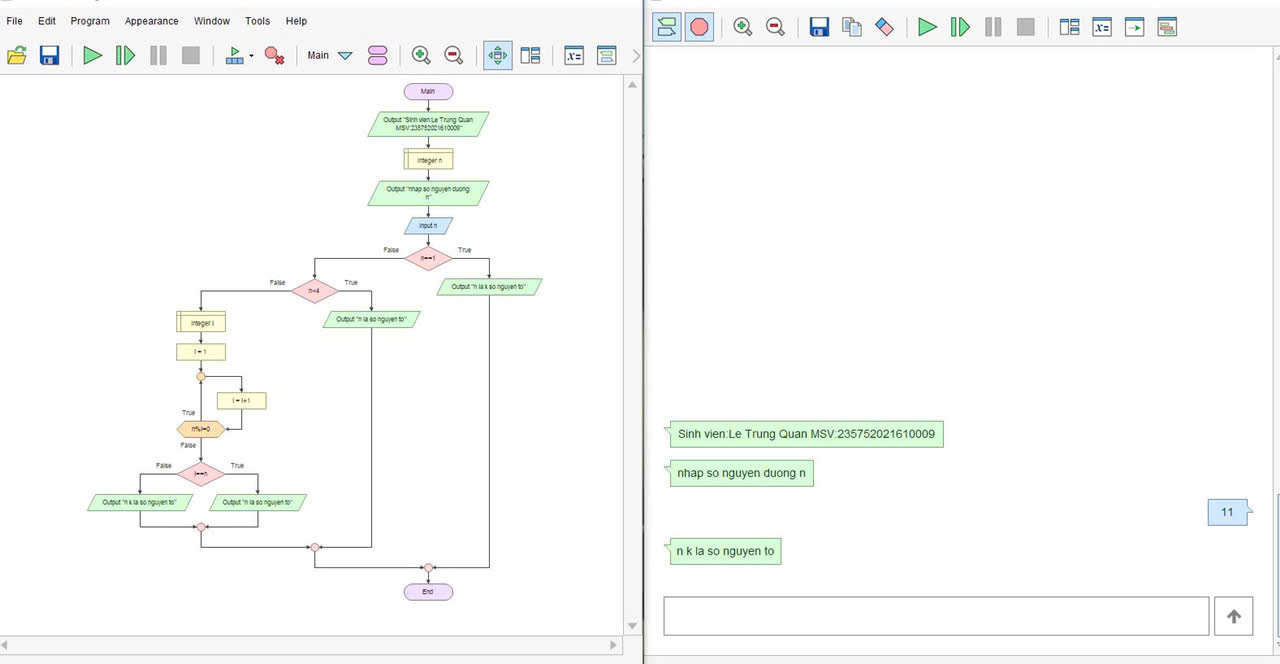 File Edit Program Appearance Window Tools Help
Main
Main
Output "Sinh vien:Le Trung Quan
MSV:235752021610009"
Integer n
Output "nhap so nguyen duong
n"
Input n
False
True
n==1
False
True
n<4
Output "n la k so nguyen to"
Integer i
Output "n la so nguyen to"
i = 1
i = i+1
True
n%i=0
False
False
True
i==n
Output "n k la so nguyen to"
Output "n la so nguyen to"
End
Sinh vien:Le Trung Quan MSV:235752021610009
nhap so nguyen duong n
11
n k la so nguyen to